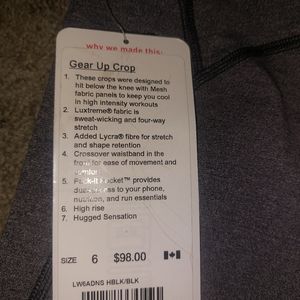 why we made this:
Gear Up Crop
1. These crops were designed to
hit below the knee with Mesh
fabric panels to keep you cool
In high intensity workouts
2. Luxtreme® fabric is
sweat-wicking and four-way
stretch
3. Added Lycra® fibre for stretch
and shape retention
4. Crossover waistband in the
front for ease of movement and
comfort
5. Pack-It Pocket™ provides
access to your phone,
nutrition, and run essentials
6. High rise
7. Hugged Sensation
SIZE 6 $98.00
LW6ADNS HBLK/BLK